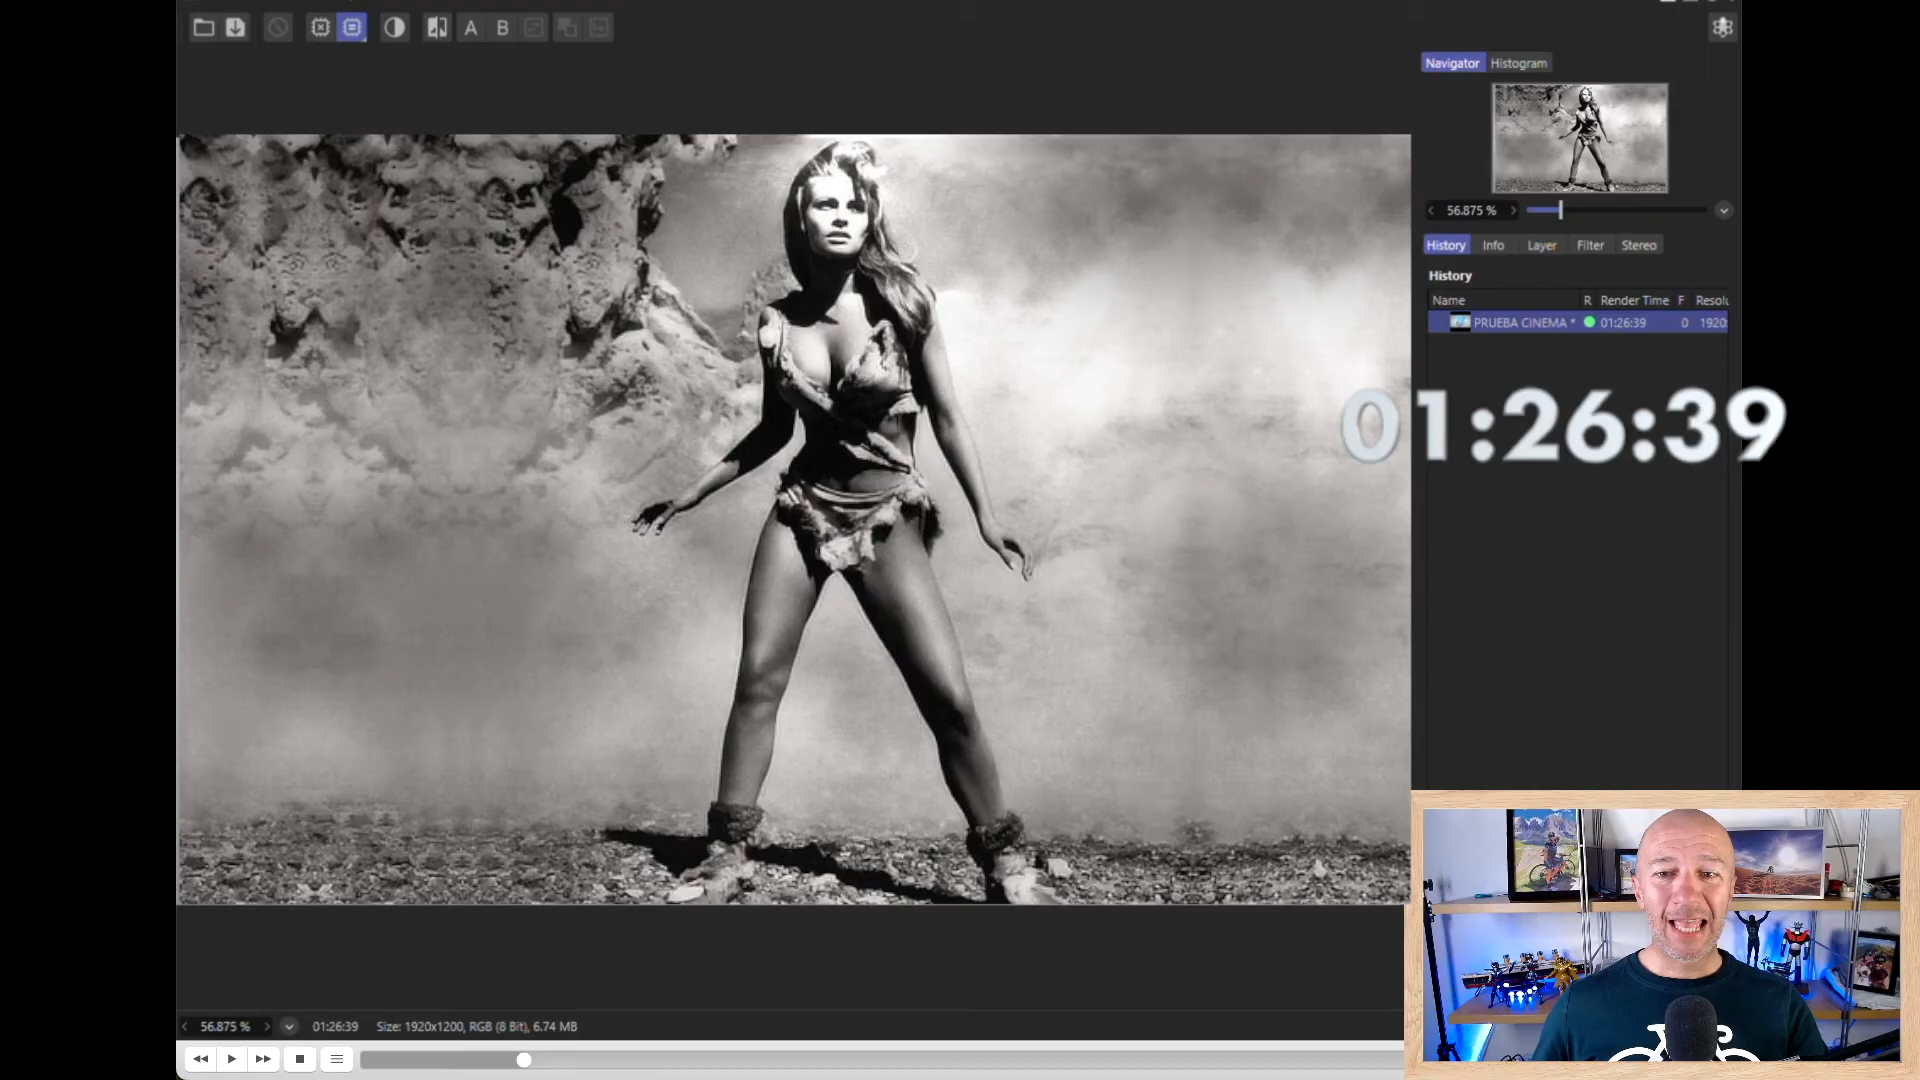 A B
Navigator Histogram
56.875 %
History Info Layer Filter Stereo
History
Name R Render Time F Resolu
PRUEBA CINEMA * 01:26:39 0 1920
01:26:39
56.875 % 01:26:39 Size: 1920x1200, RGB (8 Bit), 6.74 MB